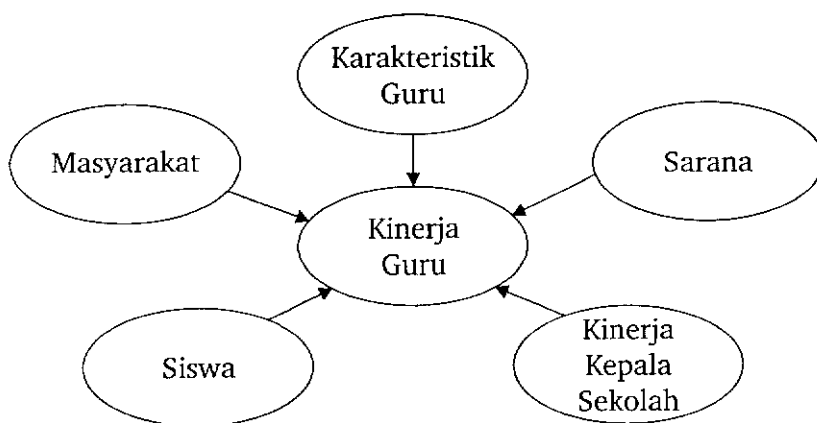 Karakteristik
Guru
Masyarakat
Sarana
Kinerja
Guru
Siswa
Kinerja
Kepala
Sekolah